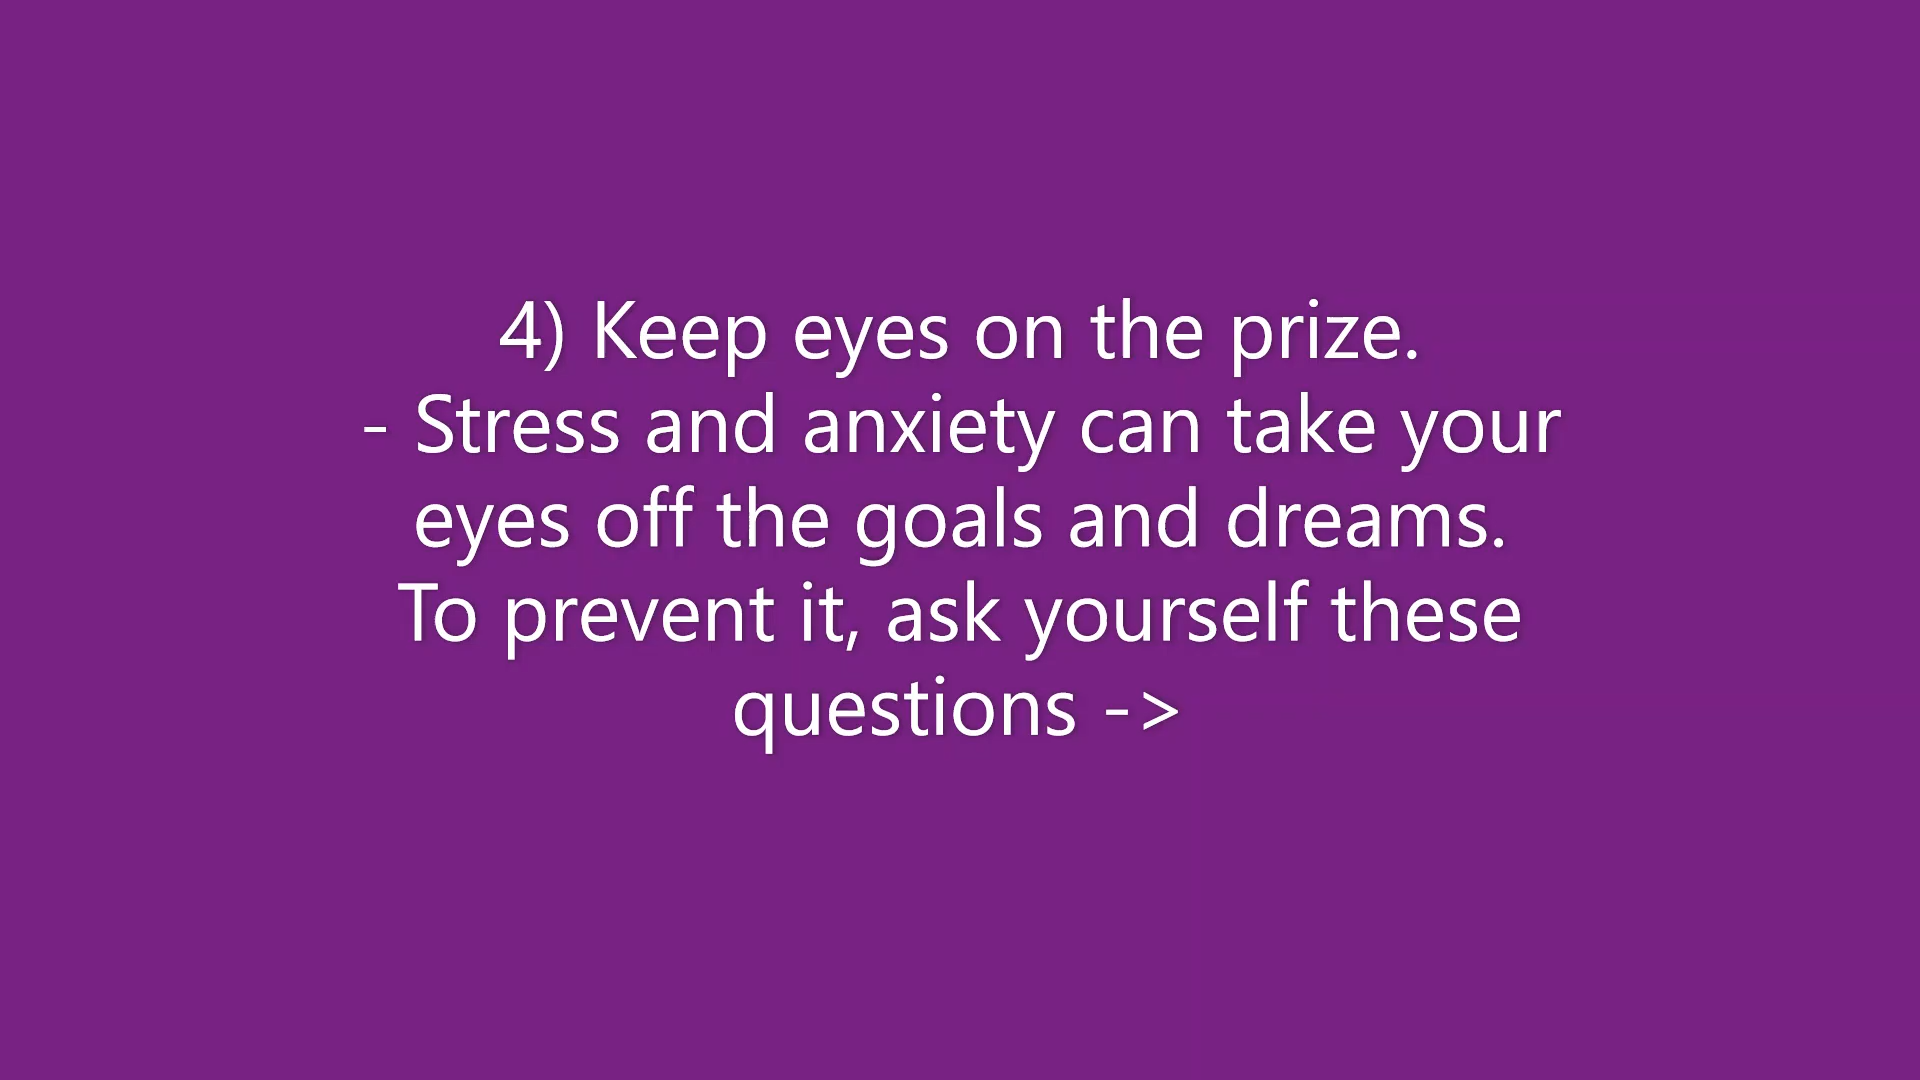 4) Keep eyes on the prize.
- Stress and anxiety can take your
eyes off the goals and dreams.
To prevent it, ask yourself these
questions ->